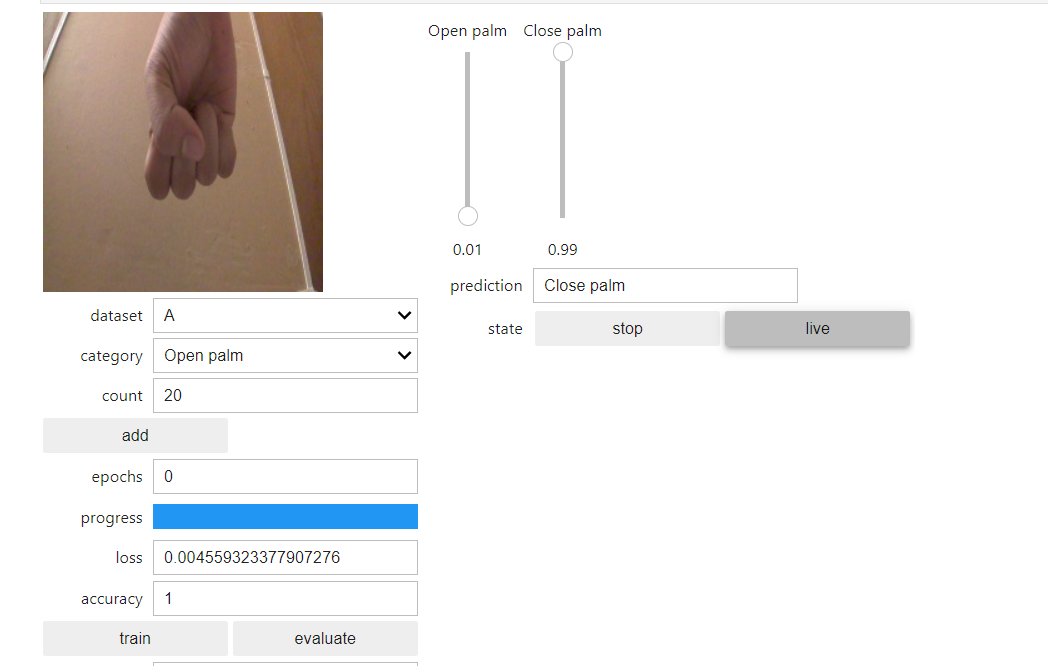 Open palm Close palm
0.01 0.99
prediction Close palm
state stop live
dataset A
category Open palm
count 20
add
epochs 0
progress
loss 0.004559323377907276
accuracy 1
train evaluate